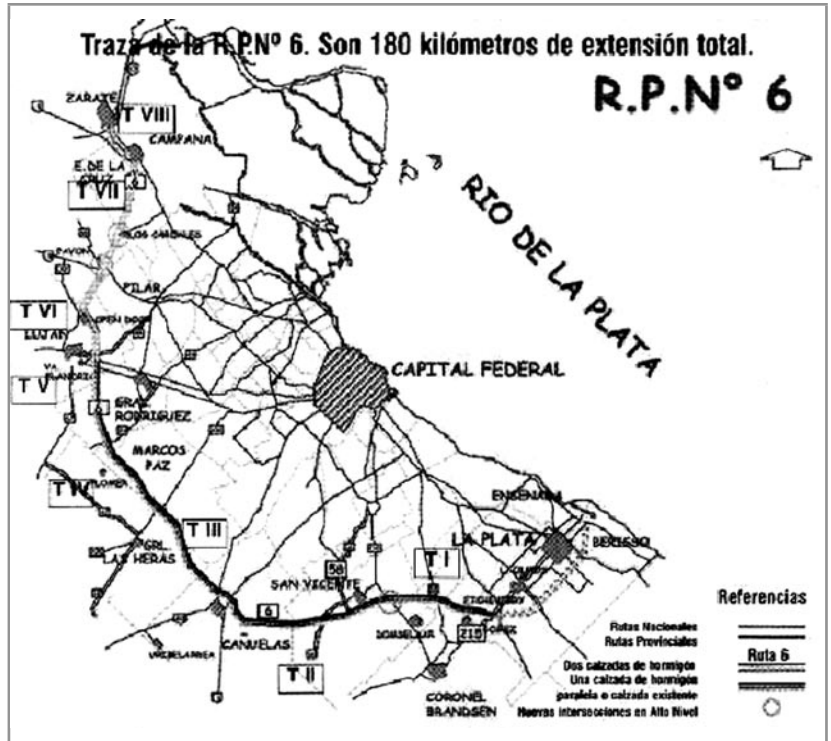 Traza de la R.P.Nº 6. Son 180 kilómetros de extensión total.
R.P.Nº 6
ZARATE
T VIII
CAMPANA
E. DE LA
CRUZ
T VII
RIO DE LA PLATA
PILAR
T VI
OPEN DOOR
LUJAN
CAPITAL FEDERAL
T V
GRAL
RODRIGUEZ
MARCOS
PAZ
T IV
T III
GRL.
LAS HERAS
ENSENADA
LA PLATA
BERISSO
T I
58
SAN VICENTE
6
CAÑUELAS
215
T II
CORONEL
BRANDSEN
Referencias
Rutas Nacionales
Rutas Provinciales
Ruta 6
Dos calzadas de hormigón
Una calzada de hormigón
paralela a calzada existente
Nuevas intersecciones en Alto Nivel